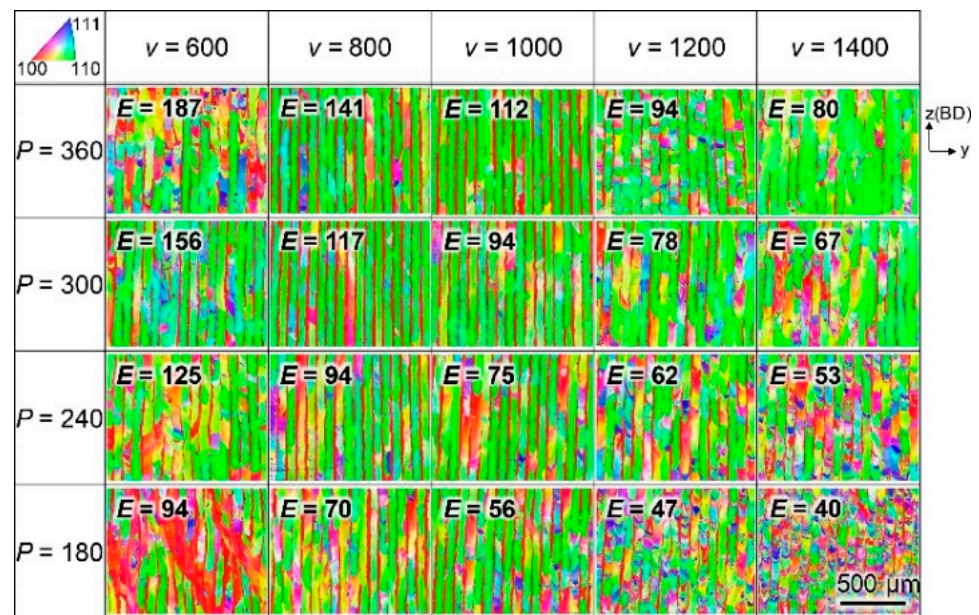 111
100 110
v = 600 v = 800 v = 1000 v = 1200 v = 1400
z(BD)
y
P = 360 E = 187 E = 141 E = 112 E = 94 E = 80
P = 300 E = 156 E = 117 E = 94 E = 78 E = 67
P = 240 E = 125 E = 94 E = 75 E = 62 E = 53
P = 180 E = 94 E = 70 E = 56 E = 47 E = 40
500 μm